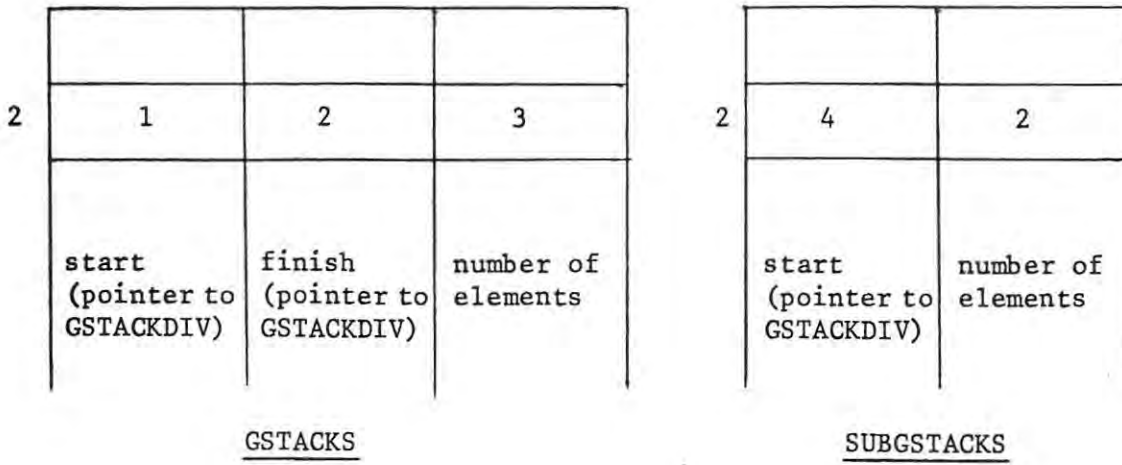 2 1 2 3
2 4 2
start
(pointer to
GSTACKDIV)
finish
(pointer to
GSTACKDIV)
number of
elements
start
(pointer to
GSTACKDIV)
number of
elements
GSTACKS
SUBGSTACKS